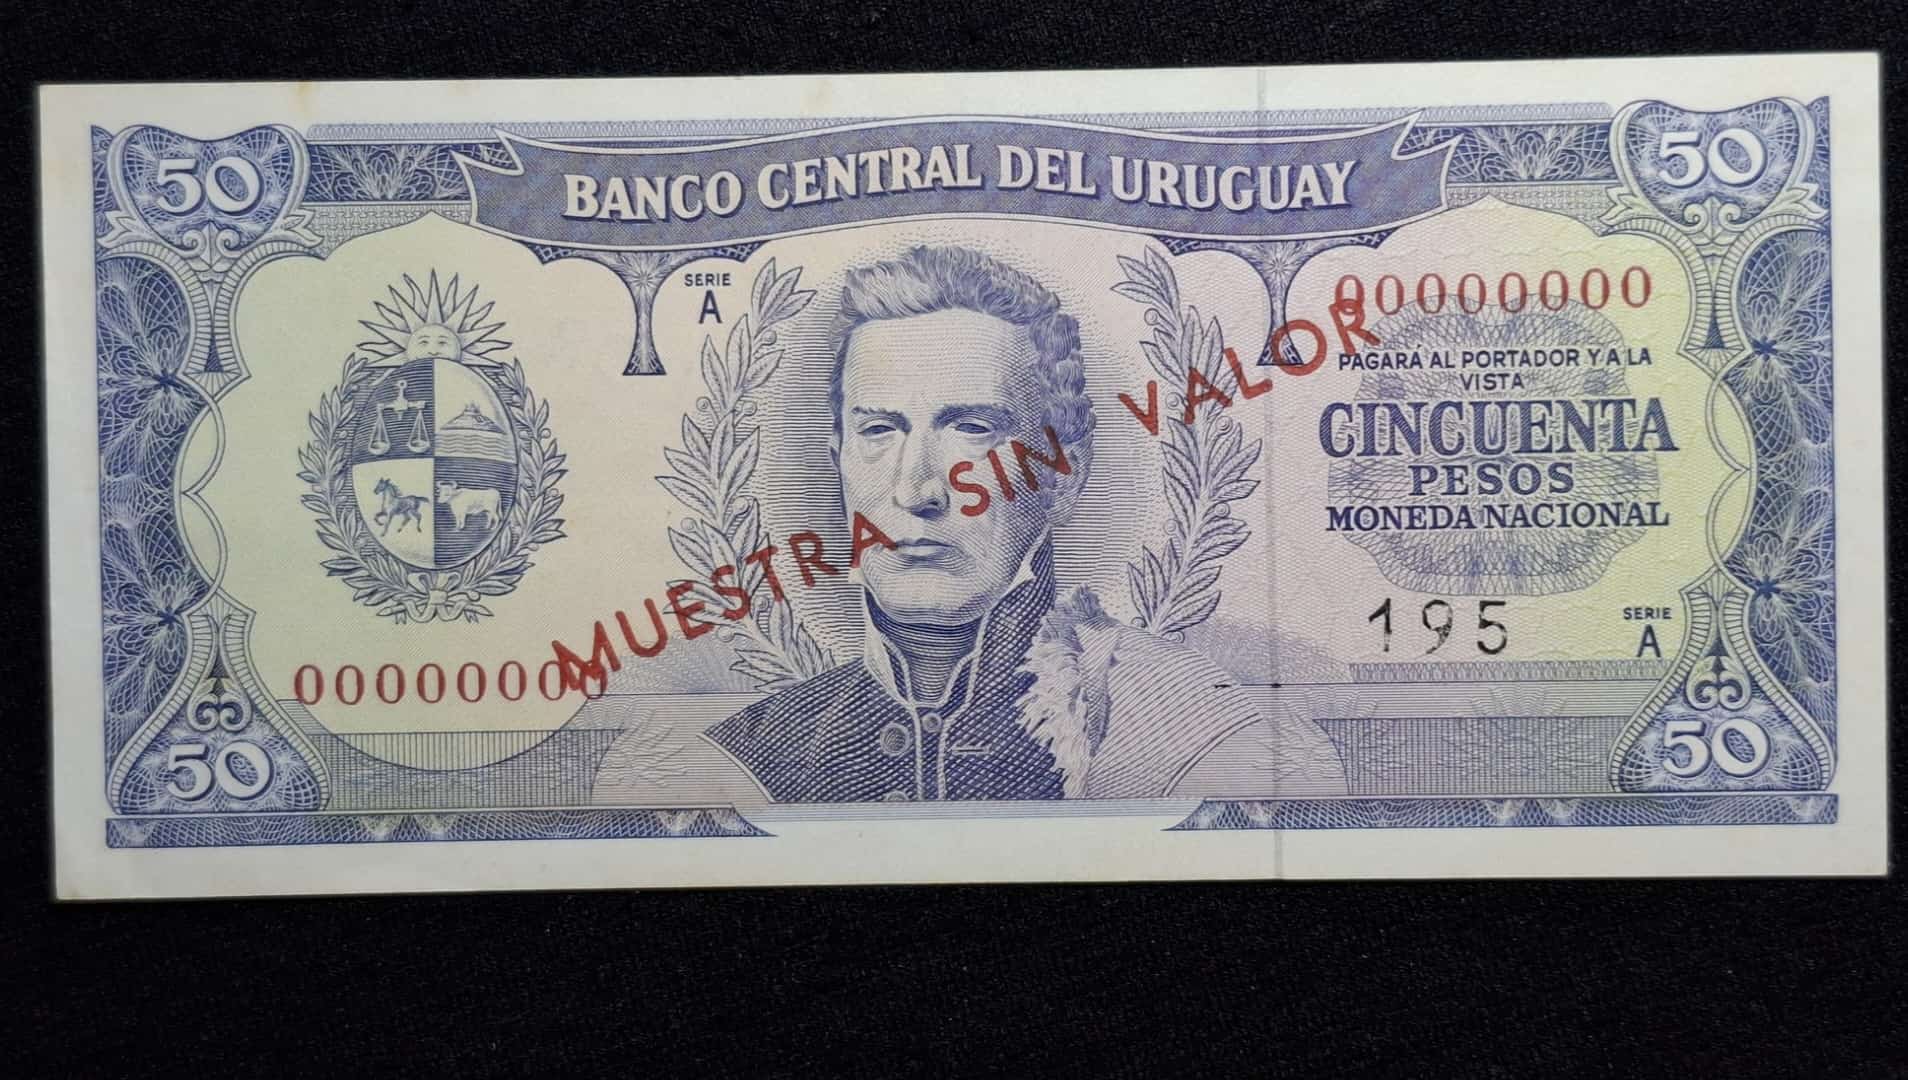 50
50
BANCO CENTRAL DEL URUGUAY
SERIE
A
00000000
PAGARÁ AL PORTADOR Y A LA
VISTA
CINCUENTA
PESOS
MONEDA NACIONAL
MUESTRA SIN VALOR
195
SERIE
A
00000000
50
50